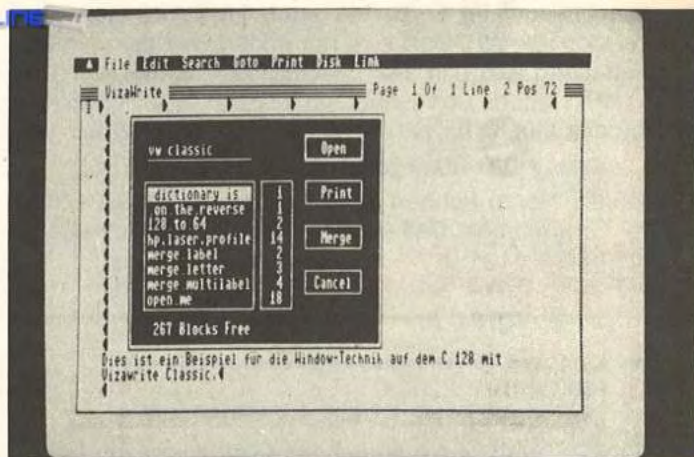 File Edit Search Goto Print Disk Link
VizaWrite Page 1 Of 1 Line 2 Pos 72
1
vw classic
Open
dictionary is 1
on the reverse 1
128 to 64 2
hp.laser.profile 14
merge label 2
merge letter 3
merge multilabel 4
open.me 18
Print
Merge
Cancel
267 Blocks Free
Dies ist ein Beispiel für die Window-Technik auf dem C 128 mit
Vizawrite Classic.